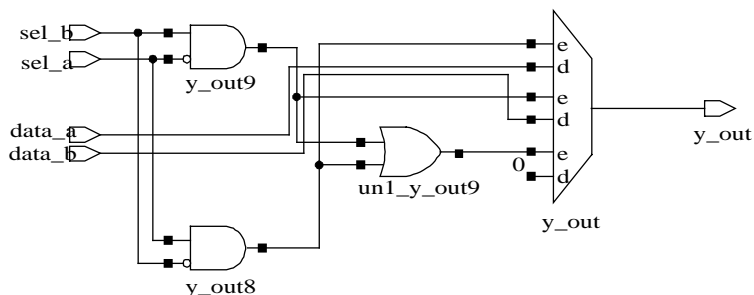 sel_b
sel_a
y_out9
data_a
data_b
un1_y_out9
y_out8
e
d
e
d
e
0
d
y_out
y_out